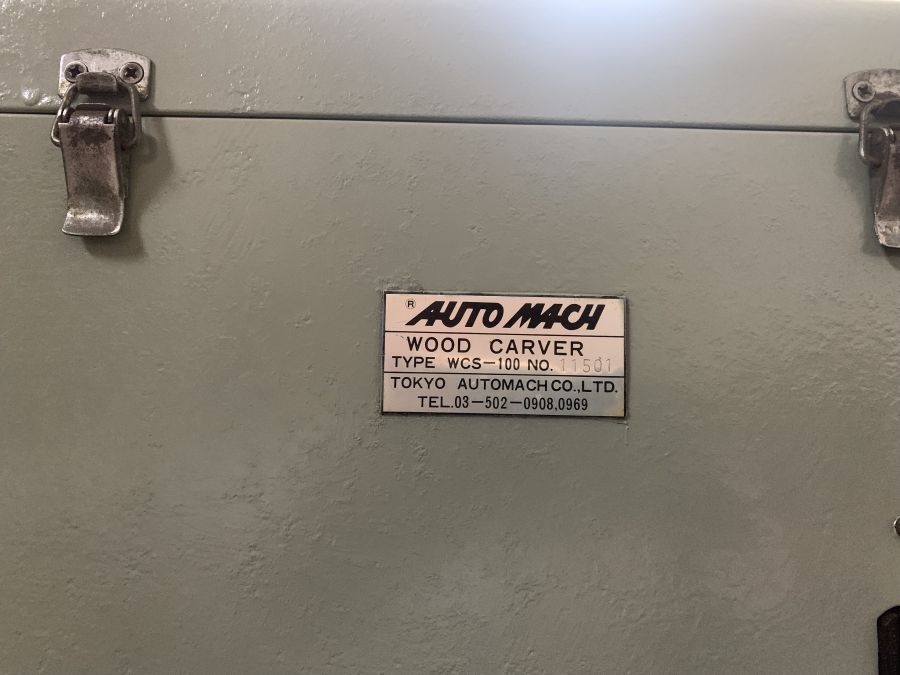 ® AUTO MACH
WOOD CARVER
TYPE WCS-100 NO. 11501
TOKYO AUTOMACH CO., LTD.
TEL. 03-502-0908, 0969